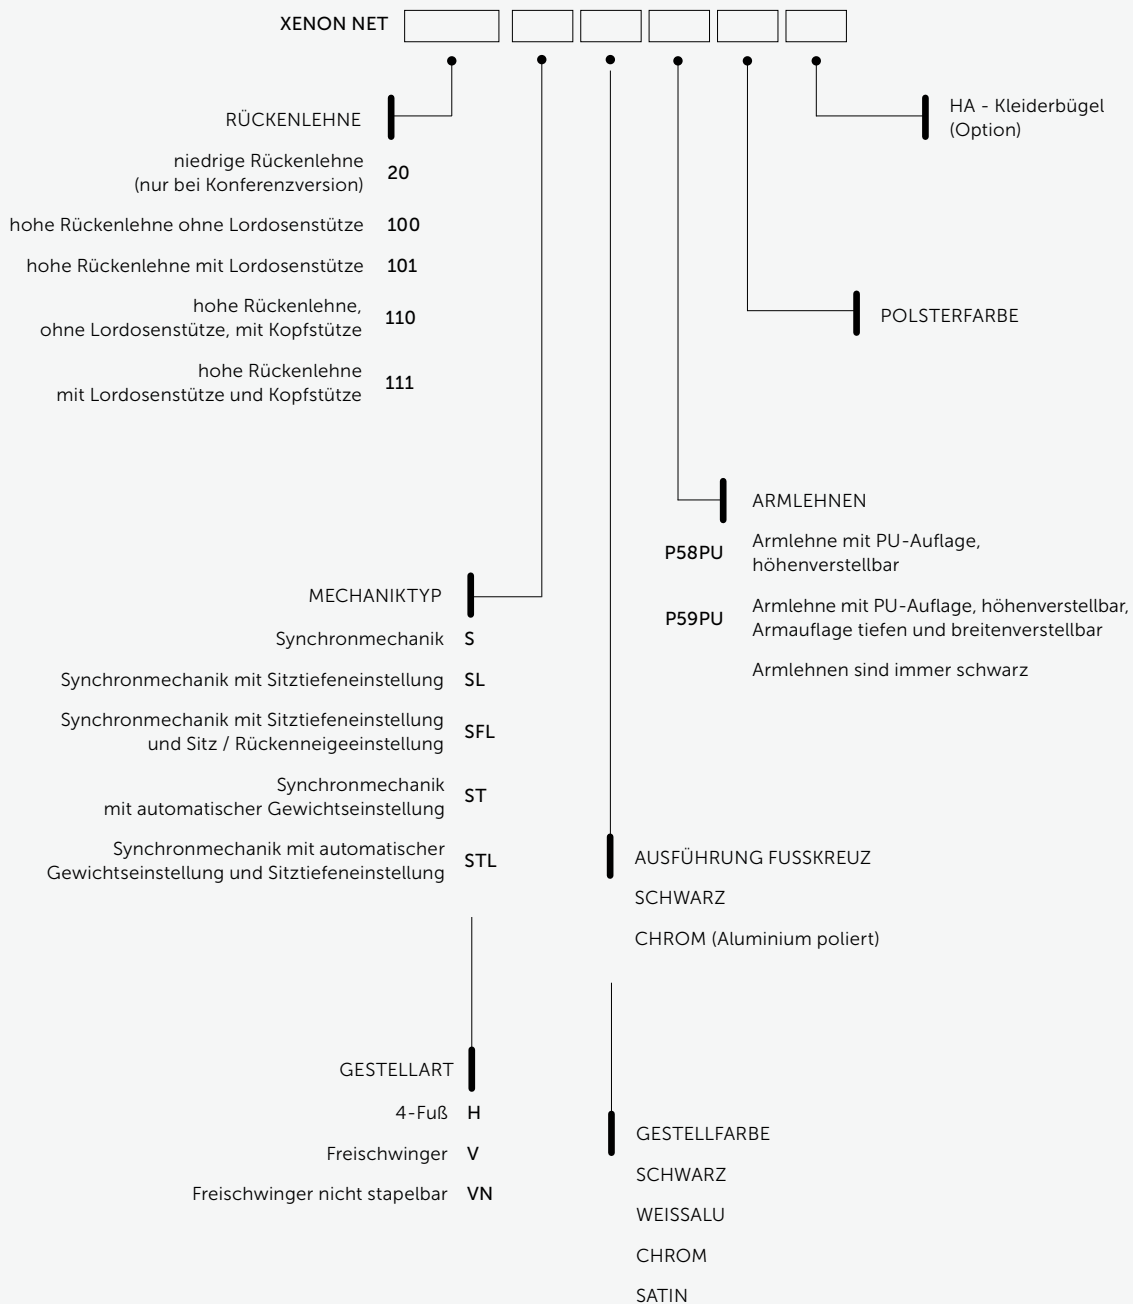 XENON NET
RÜCKENLEHNE
niedrige Rückenlehne
(nur bei Konferenzversion) 20
hohe Rückenlehne ohne Lordosenstütze 100
hohe Rückenlehne mit Lordosenstütze 101
hohe Rückenlehne,
ohne Lordosenstütze, mit Kopfstütze 110
hohe Rückenlehne
mit Lordosenstütze und Kopfstütze 111
HA - Kleiderbügel
(Option)
POLSTERFARBE
ARMLEHNEN
P58PU Armlehne mit PU-Auflage,
höhenverstellbar
P59PU Armlehne mit PU-Auflage, höhenverstellbar,
Armauflage tiefen und breitenverstellbar
Armlehnen sind immer schwarz
MECHANIKTYP
Synchronmechanik S
Synchronmechanik mit Sitztiefeneinstellung SL
Synchronmechanik mit Sitztiefeneinstellung
und Sitz / Rückenneigeeinstellung SFL
Synchronmechanik
mit automatischer Gewichtseinstellung ST
Synchronmechanik mit automatischer
Gewichtseinstellung und Sitztiefeneinstellung STL
AUSFÜHRUNG FUSSKREUZ
SCHWARZ
CHROM (Aluminium poliert)
GESTELLART
4-Fuß H
Freischwinger V
Freischwinger nicht stapelbar VN
GESTELLFARBE
SCHWARZ
WEISSALU
CHROM
SATIN